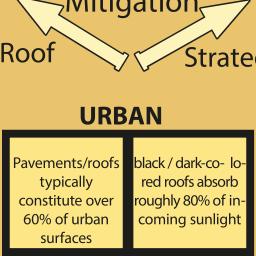 Mitigation
Roof
Strate
URBAN
Pavements/roofs
typically
constitute over
60% of urban
surfaces
black / dark-co- lo-
red roofs absorb
roughly 80% of in-
coming sunlight